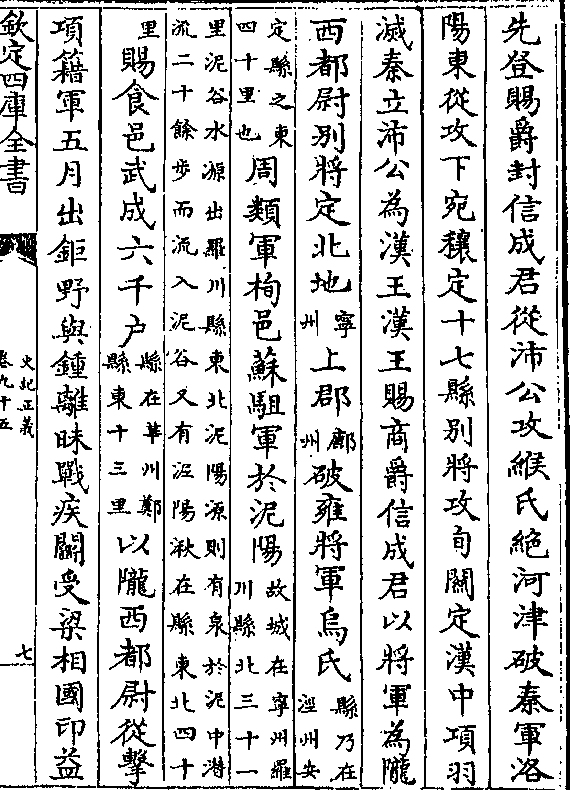 先登賜爵封信成君從沛公攻緱氏絶河津破秦軍洛
陽東從攻下宛穰定十七縣别將攻旬關定漢中項羽
滅秦立沛公為漢王漢王賜商爵信成君以將軍為隴
西都尉别將定北地寧州上郡鄜州破雍將軍烏氏縣乃在涇州安
定縣之東四十里也周類軍栒邑蘇駔軍於泥陽故城在寧州羅川縣北三十一
里泥谷水源出羅川縣東北泥陽源則有泉於泥中潜流二十餘步而流入泥谷又有泥陽湫在縣東北四十
里賜食邑武成六千户縣在華州鄭縣東十三里以隴西都尉從擊
項籍軍五月出鉅野與鍾離昧戰疾鬬受梁相國印益
欽定四庫全書
史記正義
卷九十五
七